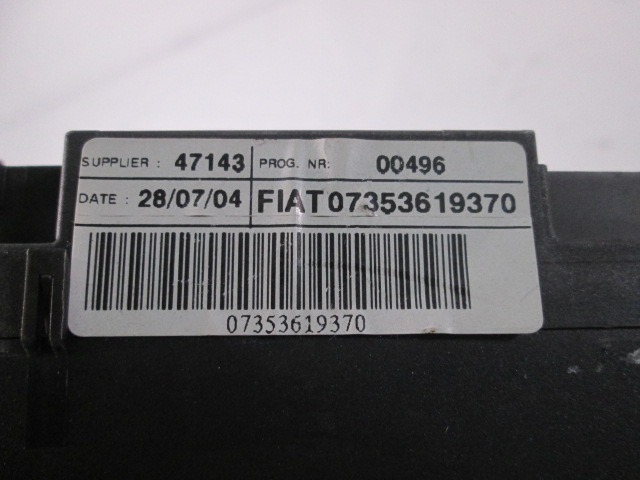 SUPPLIER : 47143 PROG. NR: 00496
DATE : 28/07/04 FIAT07353619370
07353619370